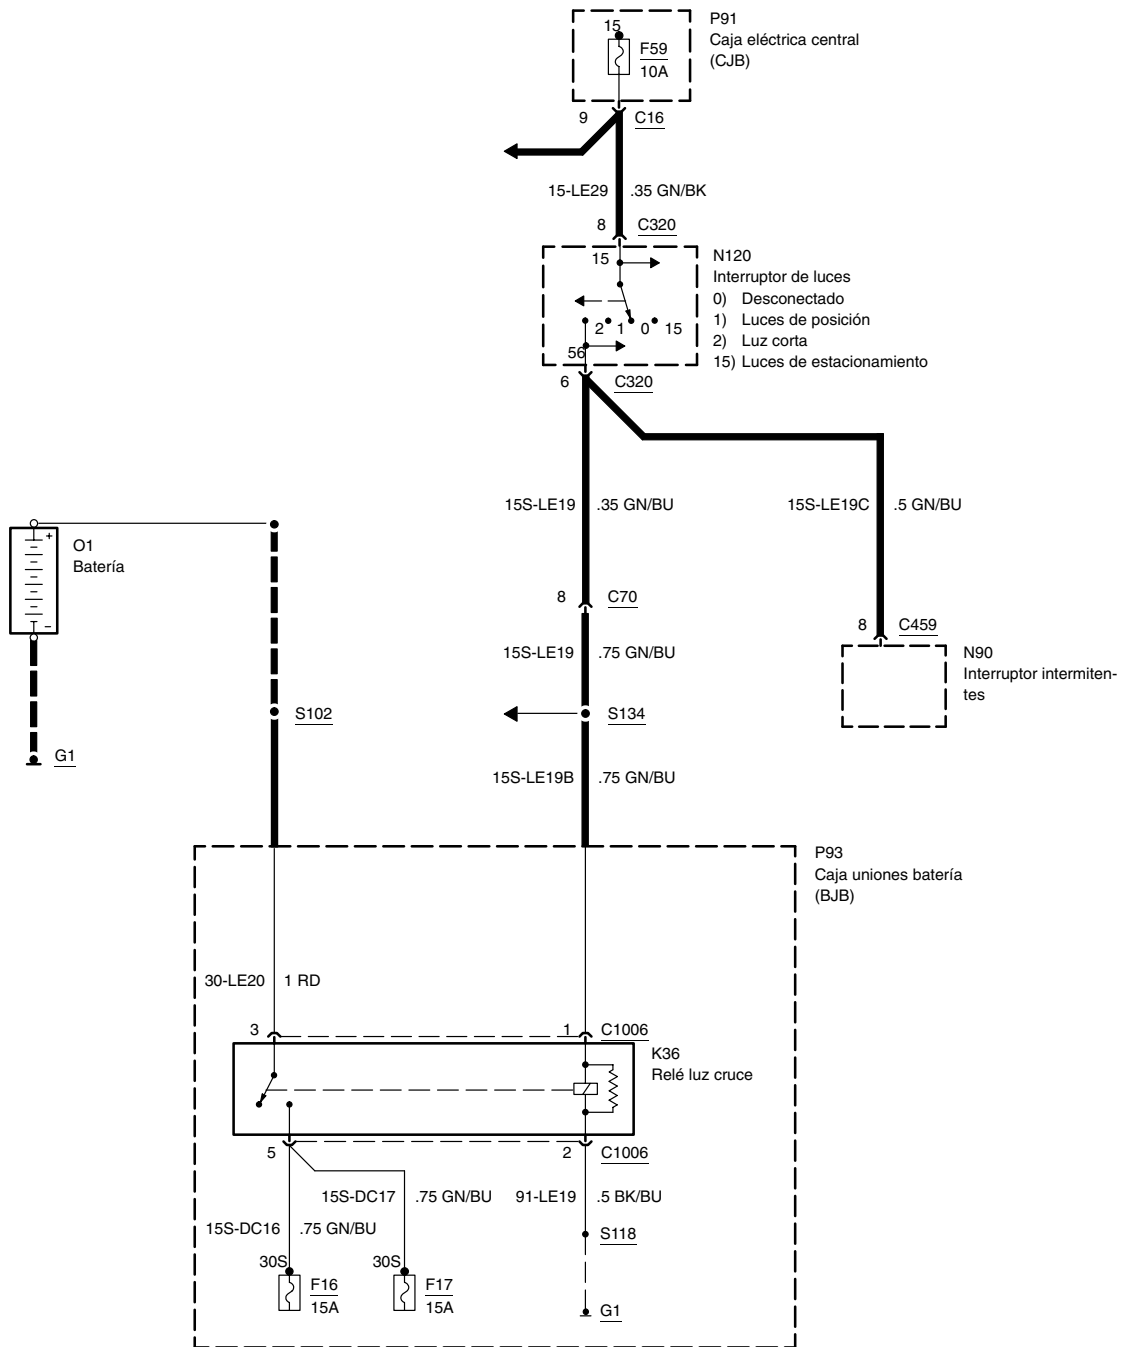 15
P91
Caja eléctrica central
(CJB)
F59
10A
9
C16
15-LE29
.35 GN/BK
8
C320
15
N120
Interruptor de luces
0) Desconectado
1) Luces de posición
2) Luz corta
15) Luces de estacionamiento
2 1 0 15
56
6
C320
15S-LE19
.35 GN/BU
15S-LE19C
.5 GN/BU
+
O1
Batería
–
8
C70
8
C459
15S-LE19
.75 GN/BU
N90
Interruptor intermiten-
tes
S102
S134
G1
15S-LE19B
.75 GN/BU
P93
Caja uniones batería
(BJB)
30-LE20
1 RD
3
1
C1006
K36
Relé luz cruce
5
2
C1006
15S-DC17
.75 GN/BU
91-LE19
.5 BK/BU
15S-DC16
.75 GN/BU
S118
30S
30S
F16
15A
F17
15A
G1